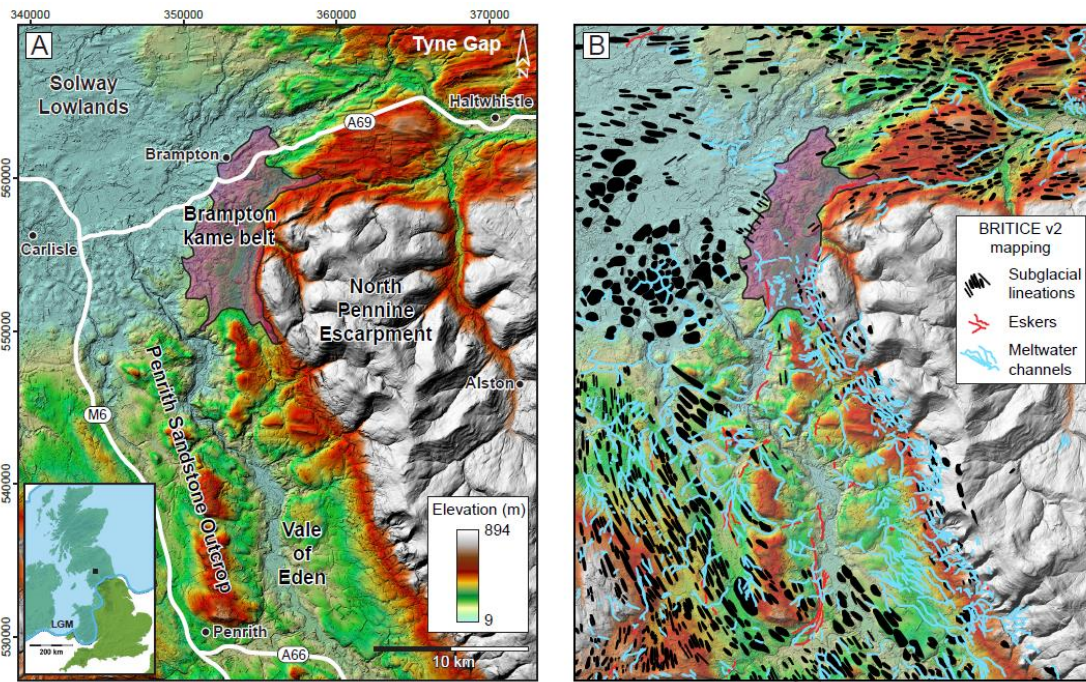 340000
350000
360000
370000
A
Tyne Gap
N
Solway
Lowlands
Haltwhistle
A69
Brampton
560000
Brampton
kame belt
Carlisle
North
Pennine
Escarpment
550000
Penrith Sandstone Outcrop
Alston
M6
540000
Elevation (m)
894
9
Vale
of
Eden
LGM
200 km
530000
Penrith
A66
10 km
B
BRITICE v2
mapping
Subglacial
lineations
Eskers
Meltwater
channels